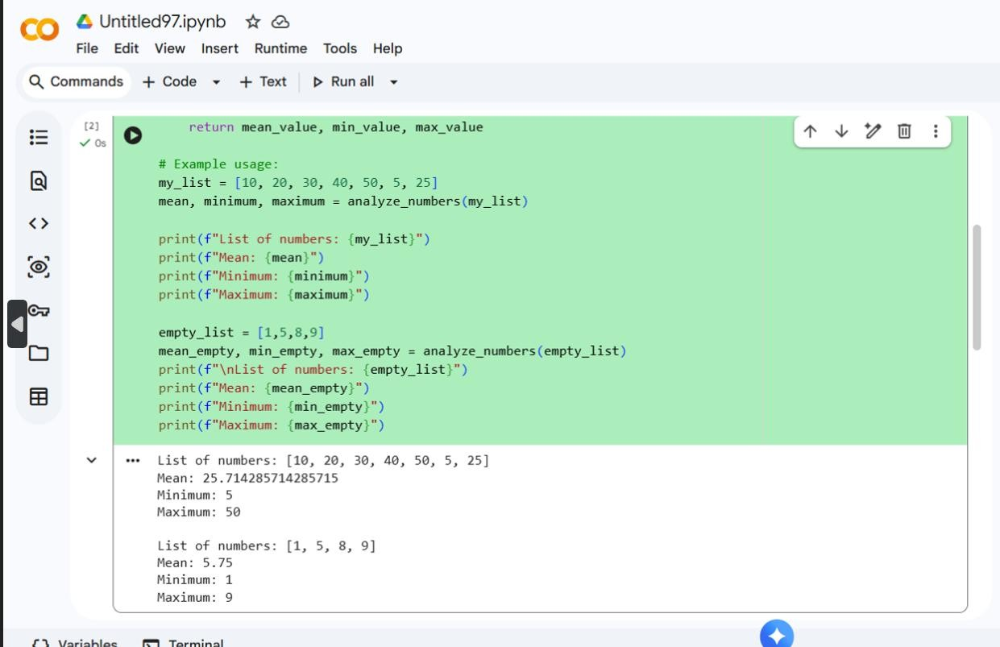 Untitled97.ipynb
File Edit View Insert Runtime Tools Help
Commands + Code + Text Run all
[2]
0s
return mean_value, min_value, max_value
# Example usage:
my_list = [10, 20, 30, 40, 50, 5, 25]
mean, minimum, maximum = analyze_numbers(my_list)
print(f"List of numbers: {my_list}")
print(f"Mean: {mean}")
print(f"Minimum: {minimum}")
print(f"Maximum: {maximum}")
empty_list = [1,5,8,9]
mean_empty, min_empty, max_empty = analyze_numbers(empty_list)
print(f"\nList of numbers: {empty_list}")
print(f"Mean: {mean_empty}")
print(f"Minimum: {min_empty}")
print(f"Maximum: {max_empty}")
List of numbers: [10, 20, 30, 40, 50, 5, 25]
Mean: 25.714285714285715
Minimum: 5
Maximum: 50
List of numbers: [1, 5, 8, 9]
Mean: 5.75
Minimum: 1
Maximum: 9
Variables Terminal